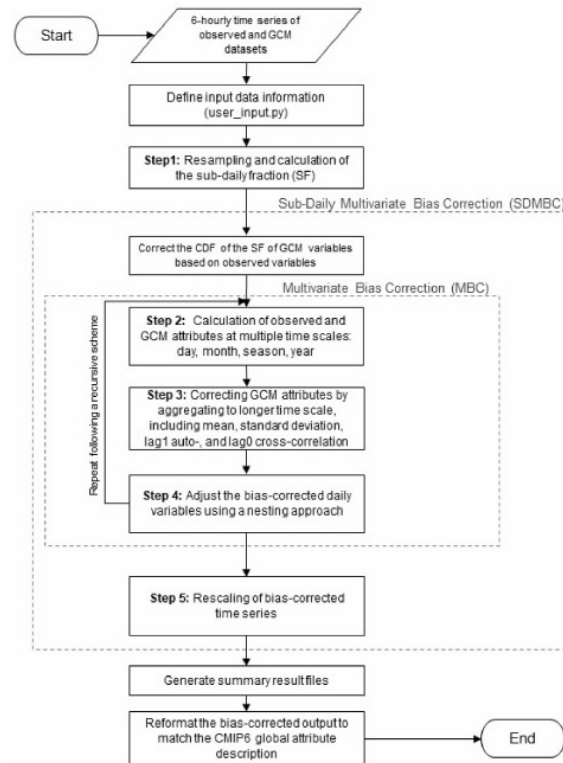 Start
6-hourly time series of
observed and GCM
datasets
Define input data information
(user_input.py)
Step1: Resampling and calculation of
the sub-daily fraction (SF)
Sub-Daily Multivariate Bias Correction (SDMBC)
Correct the CDF of the SF of GCM variables
based on observed variables
Multivariate Bias Correction (MBC)
Repeat following a recursive scheme
Step 2: Calculation of observed and
GCM attributes at multiple time scales:
day, month, season, year
Step 3: Correcting GCM attributes by
aggregating to longer time scale,
including mean, standard deviation,
lag1 auto-, and lag0 cross-correlation
Step 4: Adjust the bias-corrected daily
variables using a nesting approach
Step 5: Rescaling of bias-corrected
time series
Generate summary result files
Reformat the bias-corrected output to
match the CMIP6 global attribute
description
End